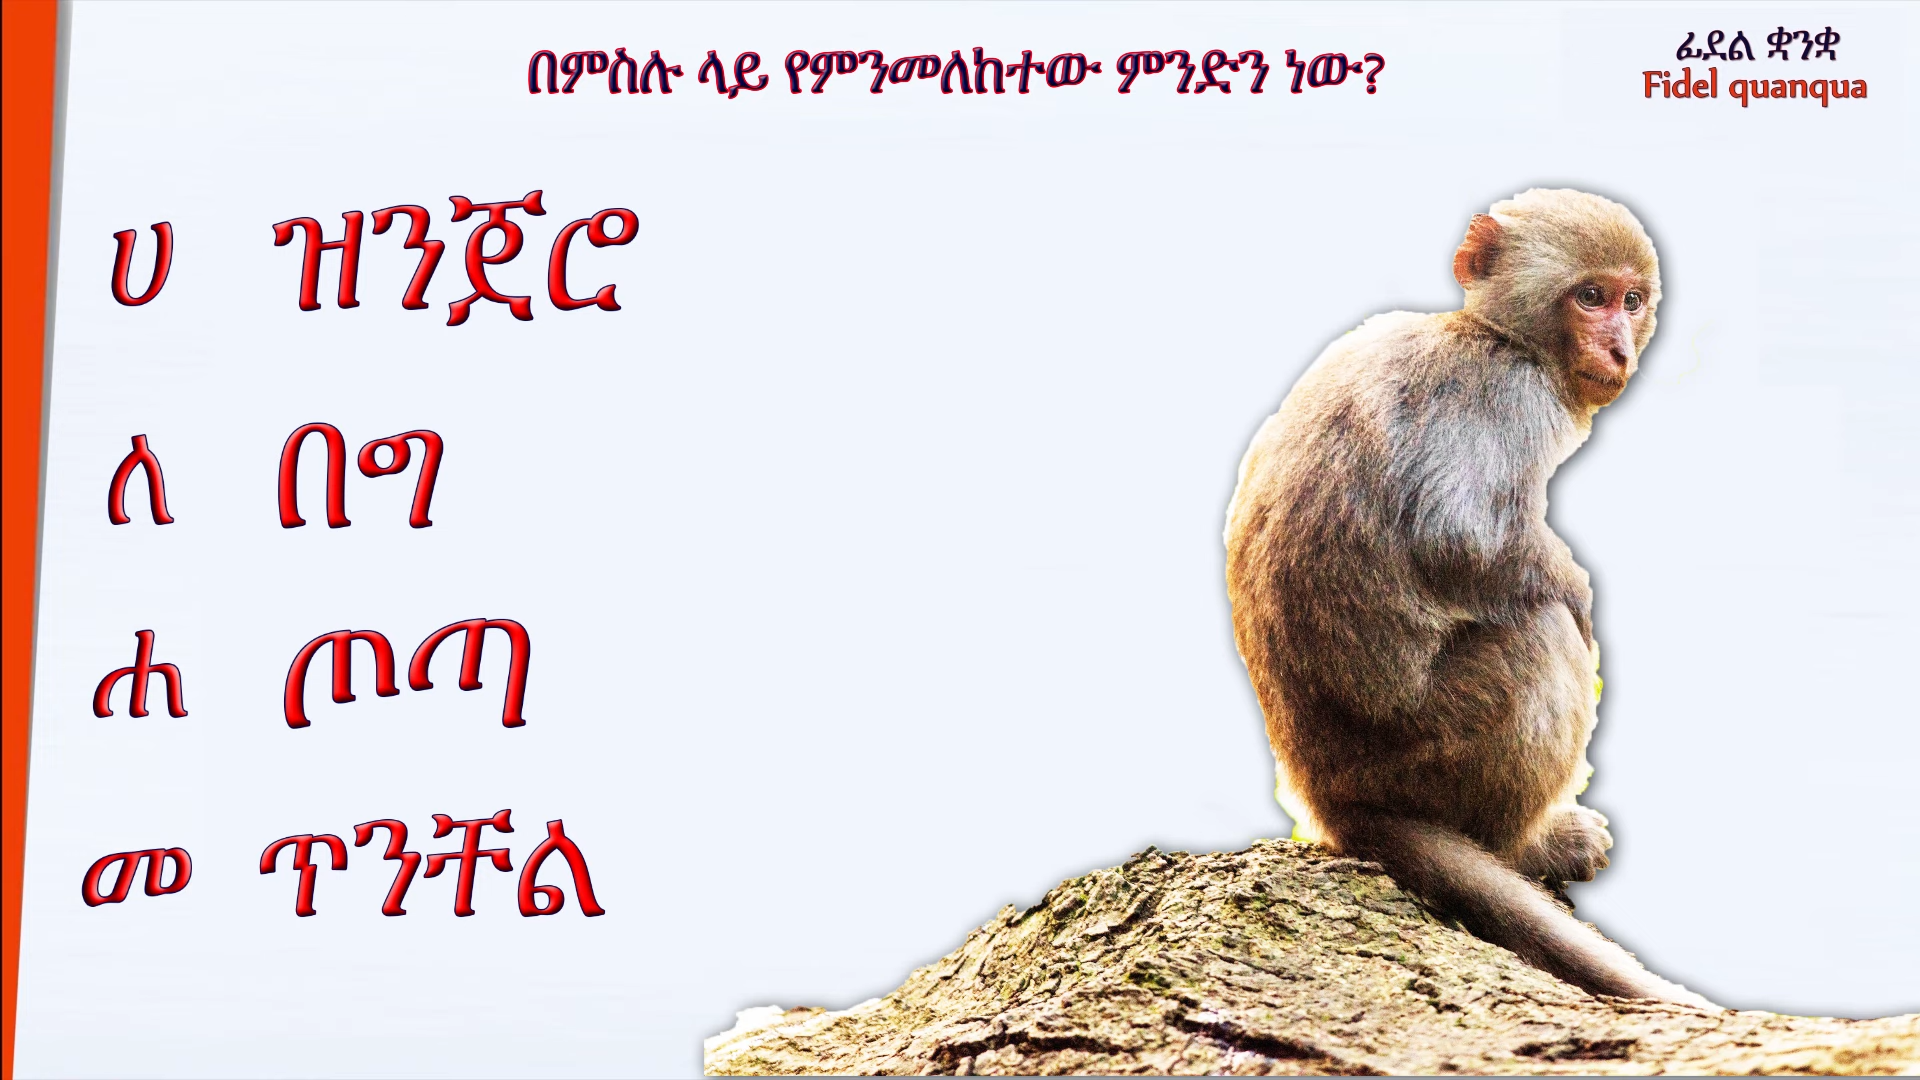 በምስሉ ላይ የምንመለከተው ምንድን ነው?
ፊደል ቋንቋ
Fidel quanqua
ሀ ዝንጀሮ
ለ በግ
ሐ ጦጣ
መ ጥንቸል